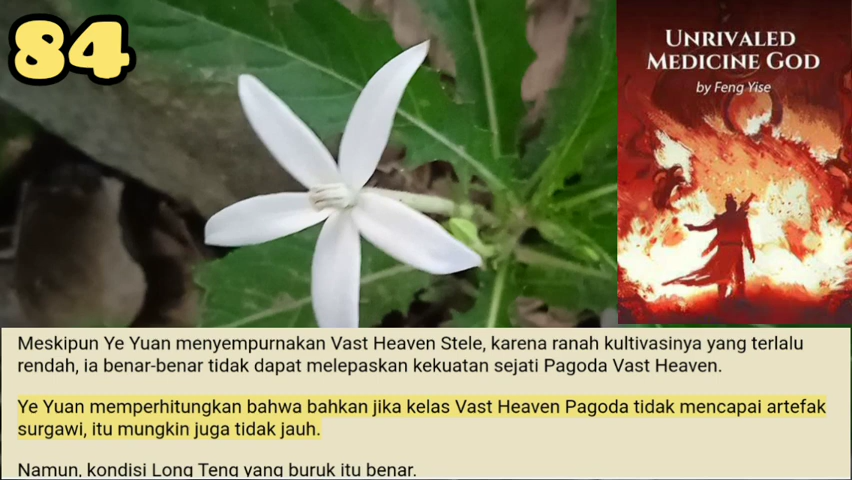 84
UNRIVALED
MEDICINE GOD
by Feng Yise
Meskipun Ye Yuan menyempurnakan Vast Heaven Stele, karena ranah kultivasinya yang terlalu
rendah, ia benar-benar tidak dapat melepaskan kekuatan sejati Pagoda Vast Heaven.
Ye Yuan memperhitungkan bahwa bahkan jika kelas Vast Heaven Pagoda tidak mencapai artefak
surgawi, itu mungkin juga tidak jauh.
Namun, kondisi Long Teng yang buruk itu benar.